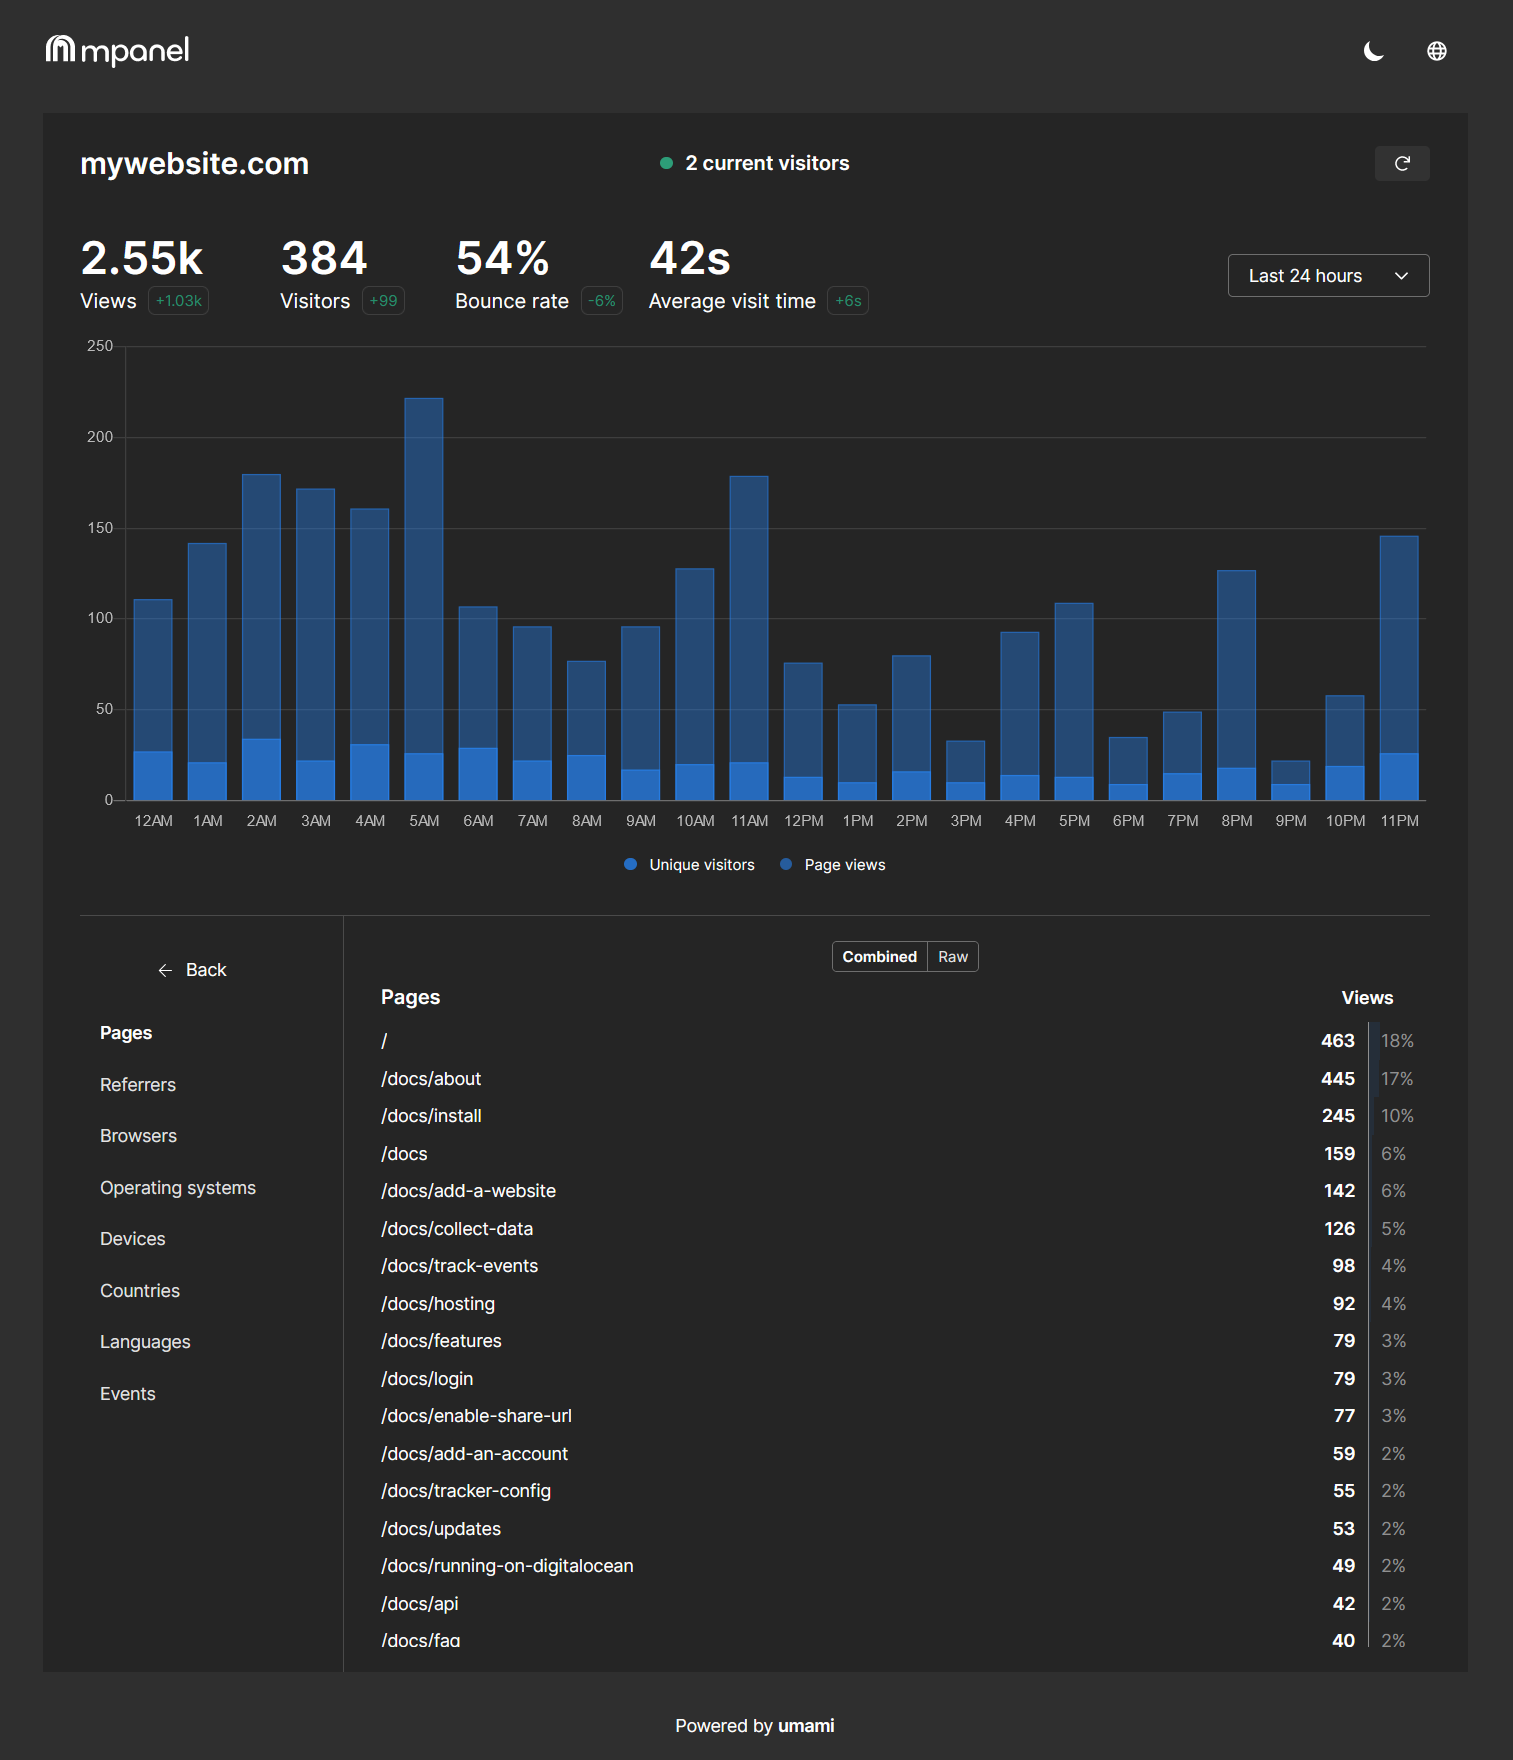 mpanel
mywebsite.com
2 current visitors
2.55k 384 54% 42s
Views +1.03k Visitors +99 Bounce rate -6% Average visit time +6s
Last 24 hours
250
200
150
100
50
0
12AM 1AM 2AM 3AM 4AM 5AM 6AM 7AM 8AM 9AM 10AM 11AM 12PM 1PM 2PM 3PM 4PM 5PM 6PM 7PM 8PM 9PM 10PM 11PM
Unique visitors Page views
Back
Pages
Referrers
Browsers
Operating systems
Devices
Countries
Languages
Events
Combined Raw
Pages Views
/ 463 18%
/docs/about 445 17%
/docs/install 245 10%
/docs 159 6%
/docs/add-a-website 142 6%
/docs/collect-data 126 5%
/docs/track-events 98 4%
/docs/hosting 92 4%
/docs/features 79 3%
/docs/login 79 3%
/docs/enable-share-url 77 3%
/docs/add-an-account 59 2%
/docs/tracker-config 55 2%
/docs/updates 53 2%
/docs/running-on-digitalocean 49 2%
/docs/api 42 2%
/docs/faq 40 2%
Powered by umami